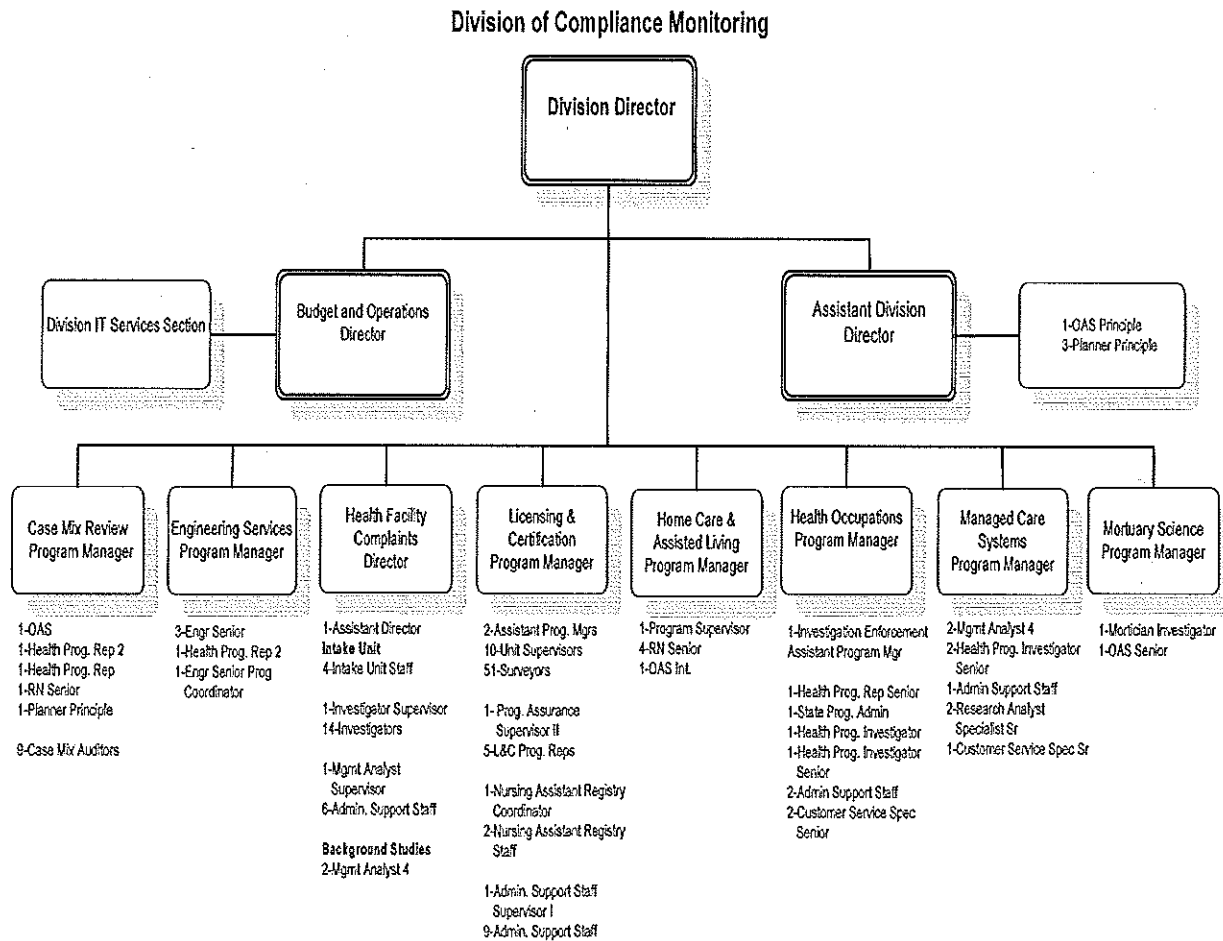 Division of Compliance Monitoring
Division Director
Division IT Services Section
Budget and Operations
Director
Assistant Division
Director
1-OAS Principle
3-Planner Principle
Case Mix Review
Program Manager
Engineering Services
Program Manager
Health Facility
Complaints
Director
Licensing &
Certification
Program Manager
Home Care &
Assisted Living
Program Manager
Health Occupations
Program Manager
Managed Care
Systems
Program Manager
Mortuary Science
Program Manager
1-OAS
1-Health Prog. Rep 2
1-Health Prog. Rep
1-RN Senior
1-Planner Principle
9-Case Mix Auditors
3-Engr Senior
1-Health Prog. Rep 2
1-Engr Senior Prog
Coordinator
1-Assistant Director
Intake Unit
4-Intake Unit Staff
1-Investigator Supervisor
14-Investigators
1-Mgmt Analyst
Supervisor
6-Admin. Support Staff
Background Studies
2-Mgmt Analyst 4
2-Assistant Prog. Mgrs
10-Unit Supervisors
51-Surveyors
1- Prog. Assurance
Supervisor II
5-L&C Prog. Reps
1-Nursing Assistant Registry
Coordinator
2-Nursing Assistant Registry
Staff
1-Admin. Support Staff
Supervisor I
9-Admin. Support Staff
1-Program Supervisor
4-RN Senior
1-OAS Int.
1-Investigation Enforcement
Assistant Program Mgr
1-Health Prog. Rep Senior
1-State Prog. Admin
1-Health Prog. Investigator
1-Health Prog. Investigator
Senior
2-Admin Support Staff
2-Customer Service Spec
Senior
2-Mgmt Analyst 4
2-Health Prog. Investigator
Senior
1-Admin Support Staff
2-Research Analyst
Specialist Sr
1-Customer Service Spec Sr
1-Mortician Investigator
1-OAS Senior